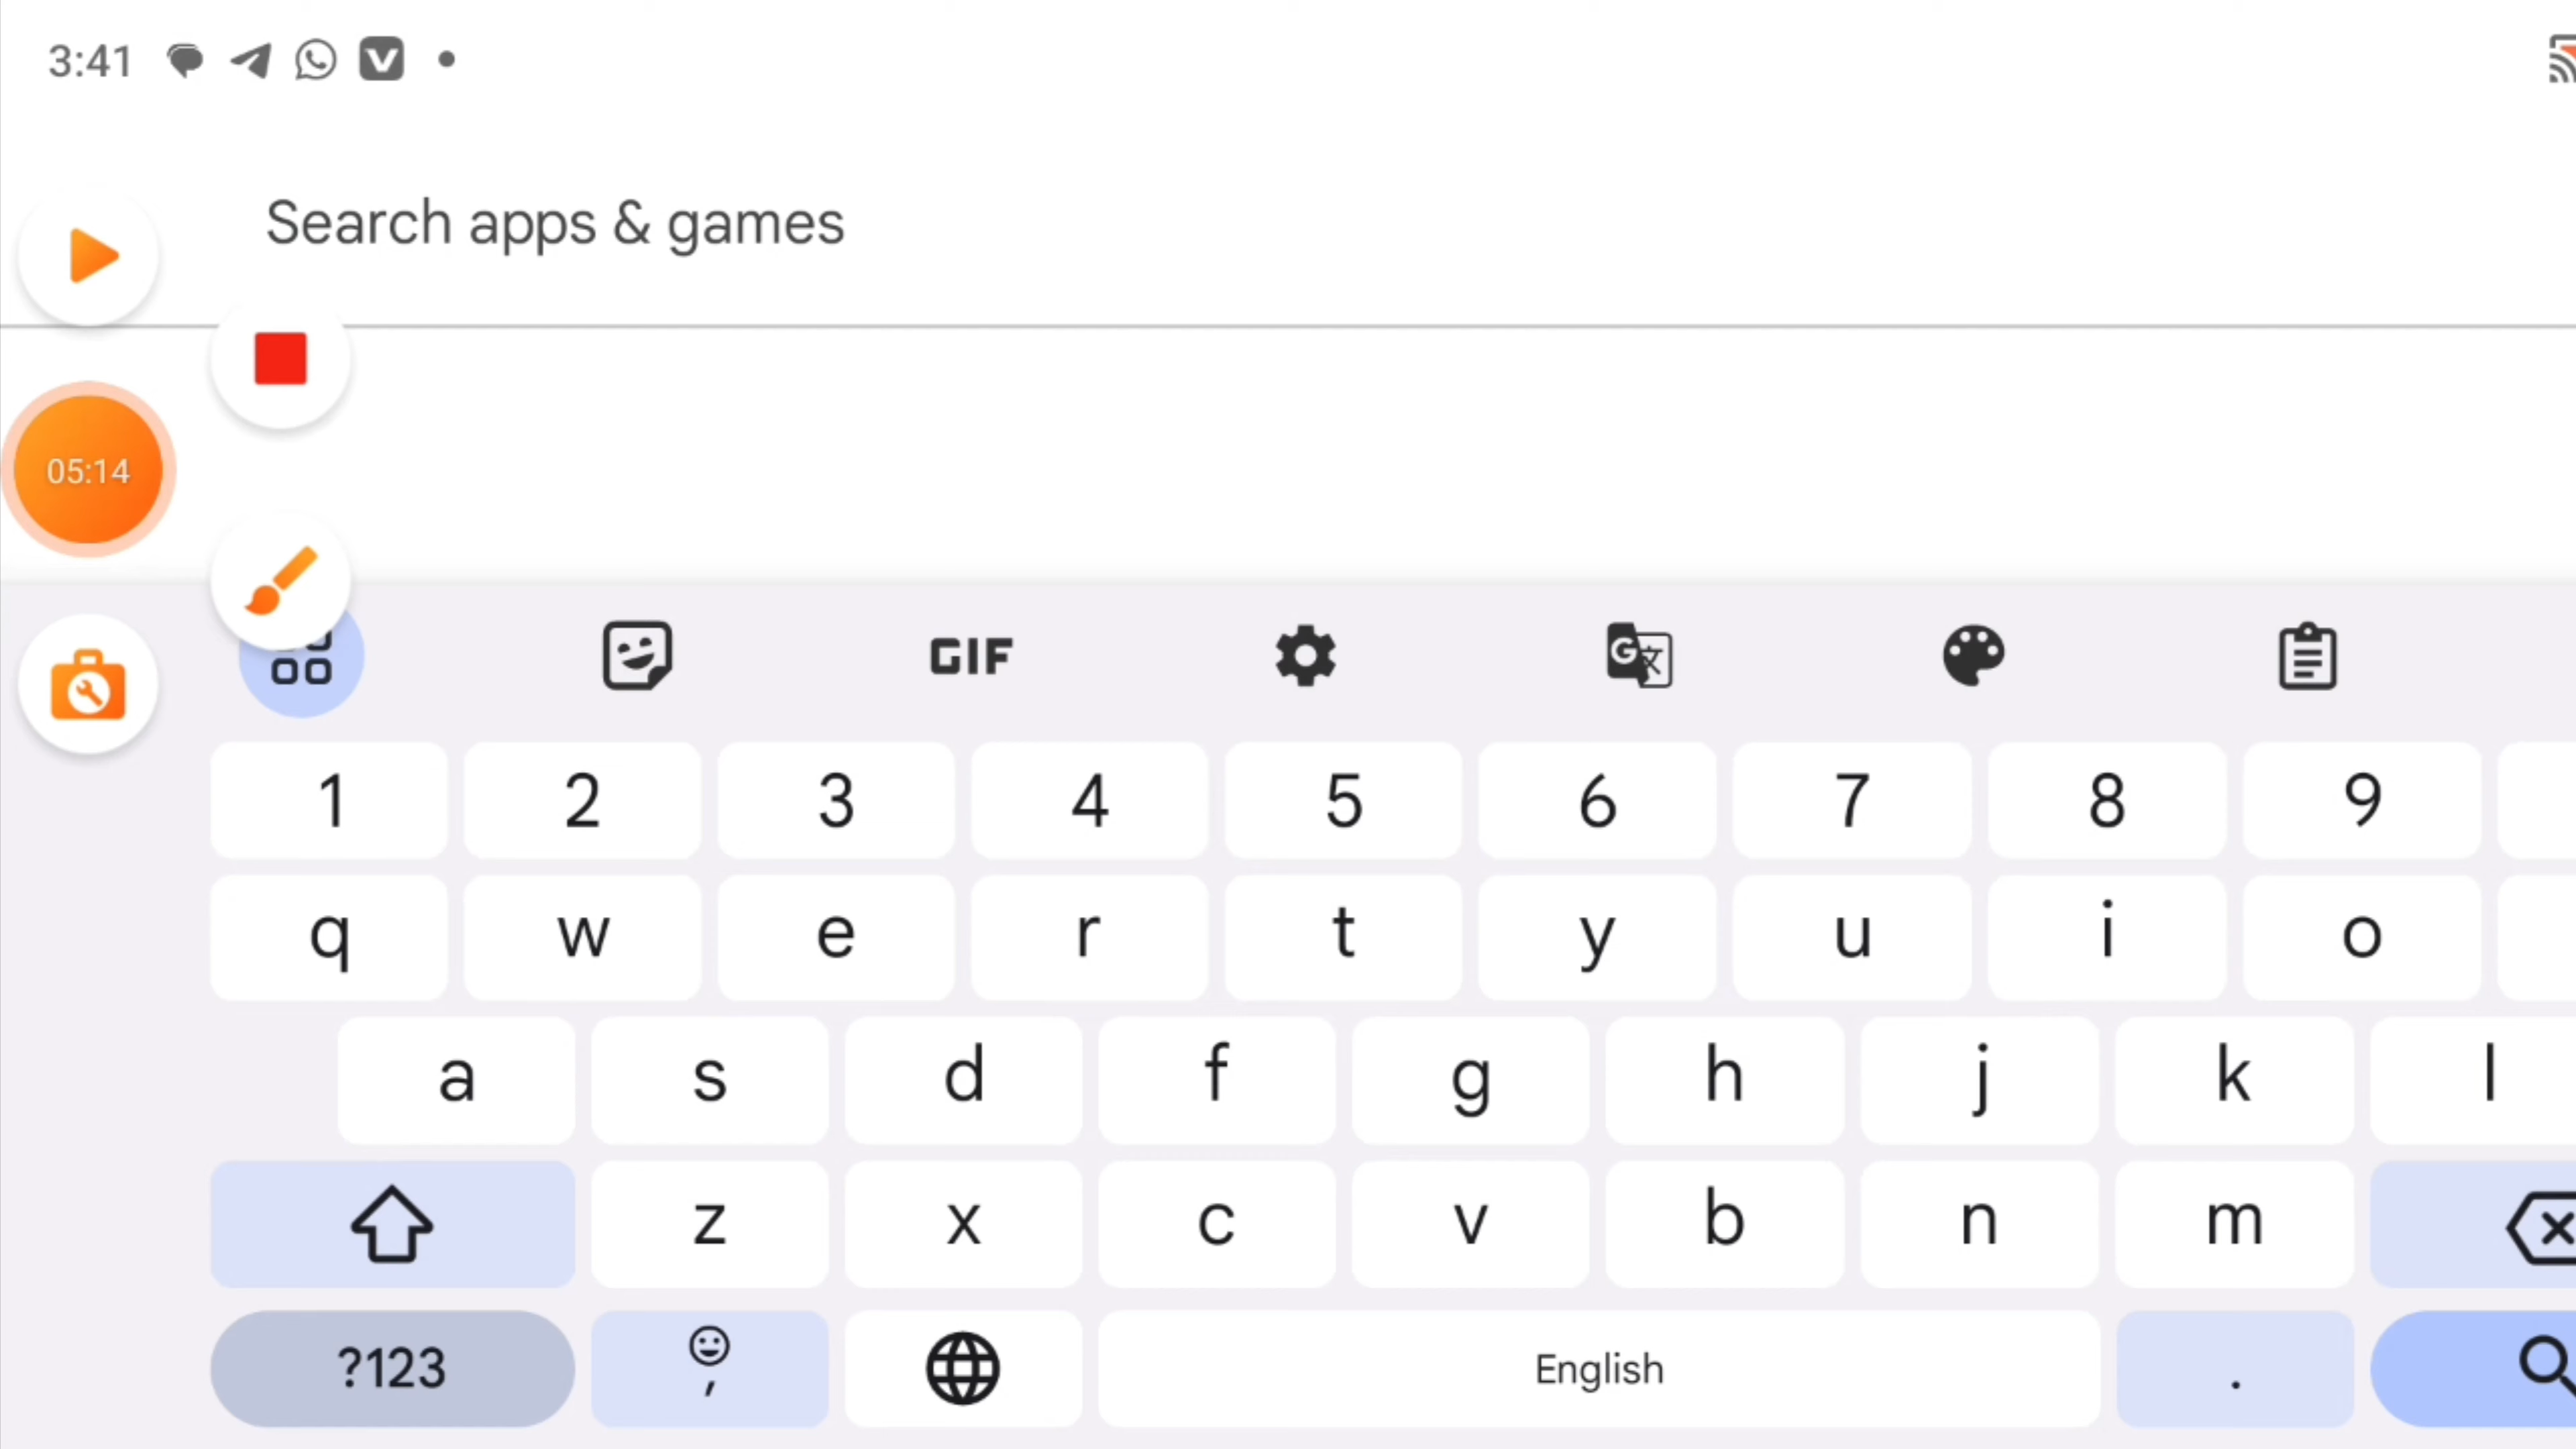 3:41
Search apps & games
05:14
GIF
1 2 3 4 5 6 7 8 9
q w e r t y u i o
a s d f g h j k l
z x c v b n m
?123 , English .